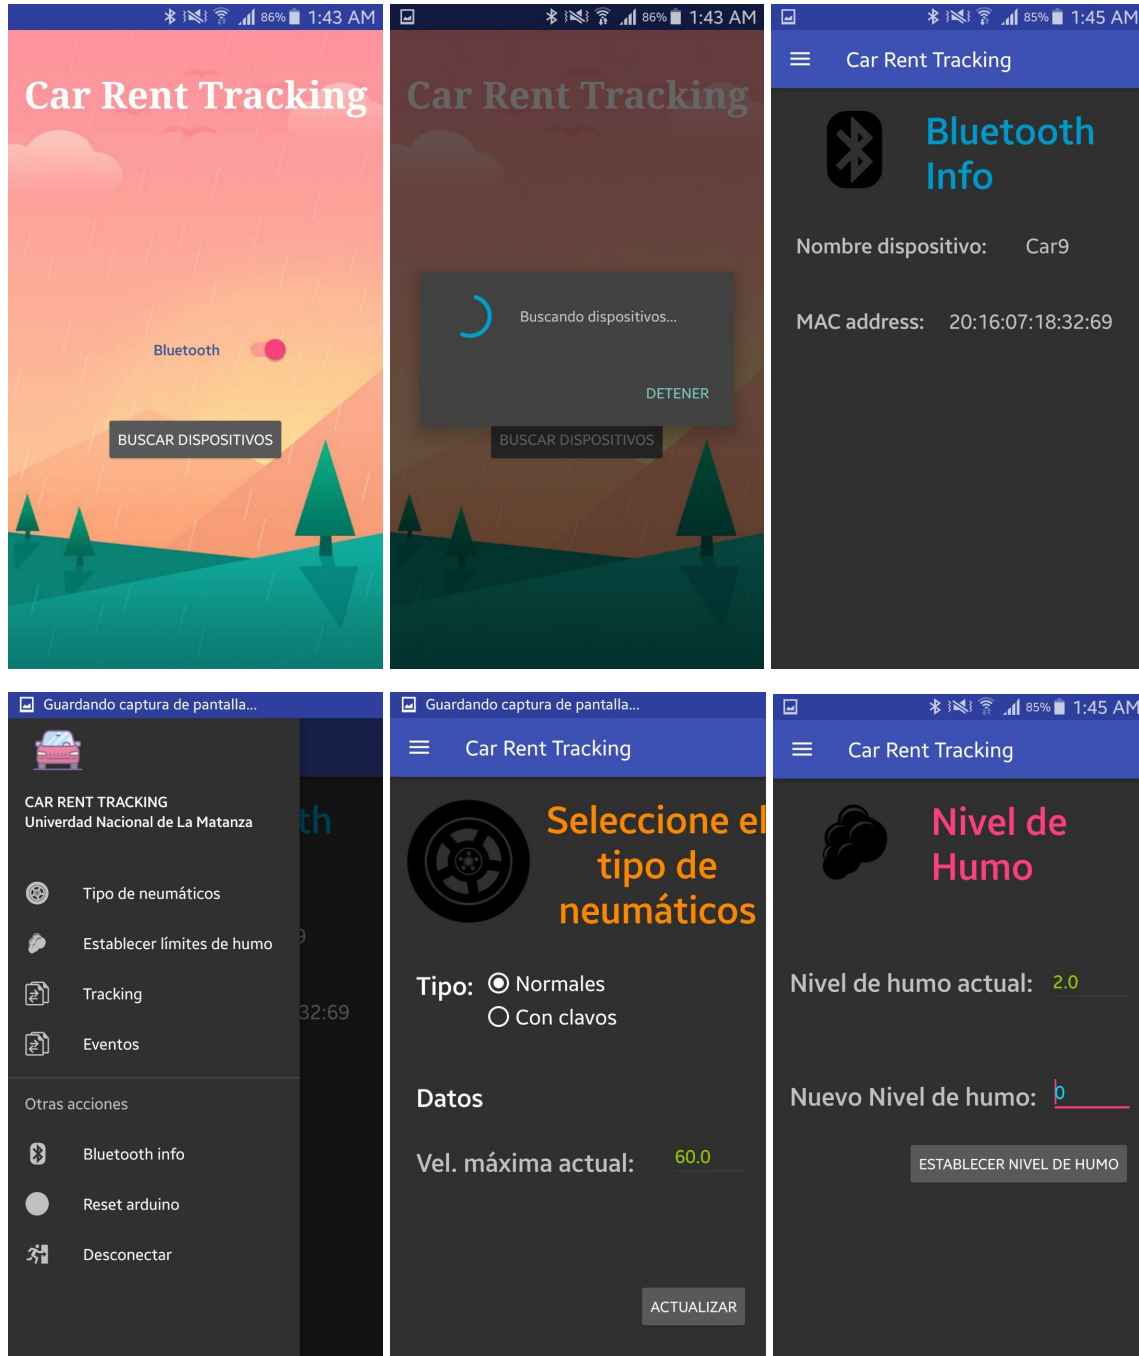 86% 1:43 AM
Car Rent Tracking
Bluetooth
BUSCAR DISPOSITIVOS
86% 1:43 AM
Car Rent Tracking
Buscando dispositivos...
DETENER
BUSCAR DISPOSITIVOS
85% 1:45 AM
Car Rent Tracking
Bluetooth
Info
Nombre dispositivo: Car9
MAC address: 20:16:07:18:32:69
Guardando captura de pantalla...
CAR RENT TRACKING
Univerdad Nacional de La Matanza
th
Tipo de neumáticos
Establecer límites de humo
9
Tracking
32:69
Eventos
Otras acciones
Bluetooth info
Reset arduino
Desconectar
Guardando captura de pantalla...
Car Rent Tracking
Seleccione el
tipo de
neumáticos
Tipo: Normales
Con clavos
Datos
Vel. máxima actual: 60.0
ACTUALIZAR
85% 1:45 AM
Car Rent Tracking
Nivel de
Humo
Nivel de humo actual: 2.0
Nuevo Nivel de humo: 0
ESTABLECER NIVEL DE HUMO